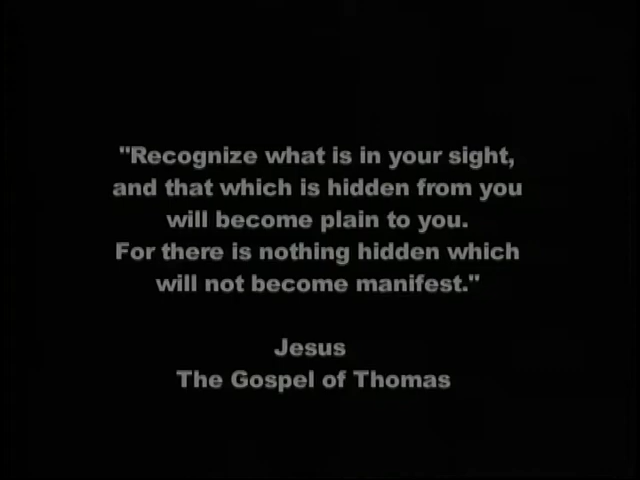 "Recognize what is in your sight,
and that which is hidden from you
will become plain to you.
For there is nothing hidden which
will not become manifest."
Jesus
The Gospel of Thomas